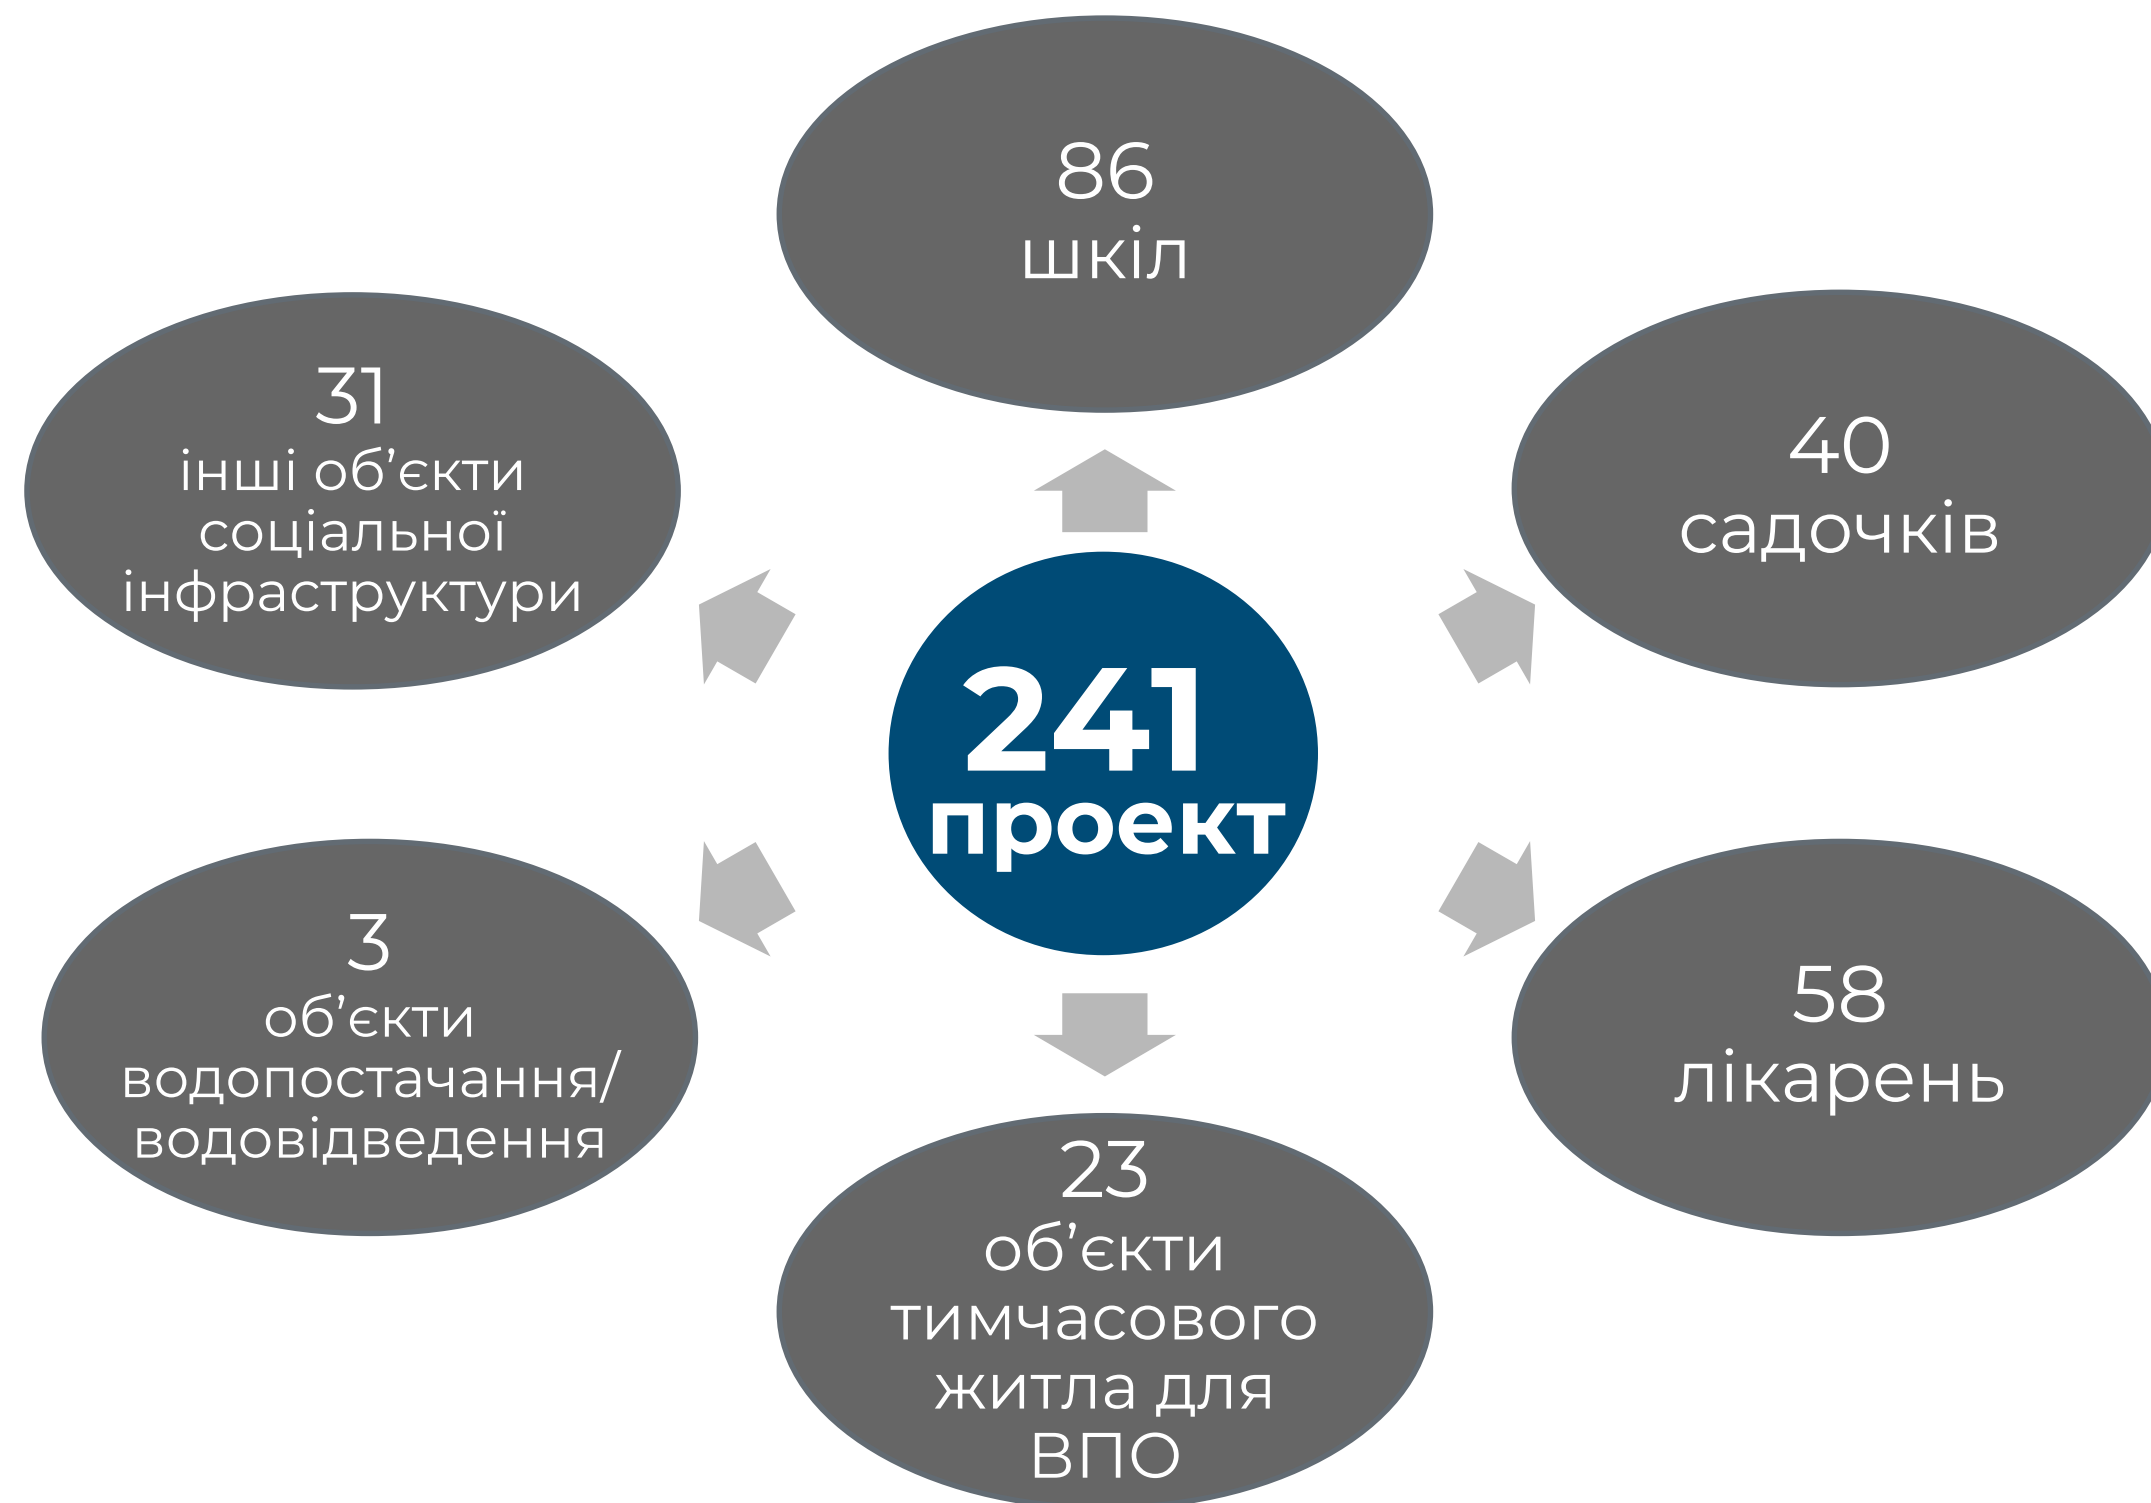 86
шкіл
31
інші об’єкти
соціальної
інфраструктури
40
садочків
241
проект
3
об’єкти
водопостачання/
водовідведення
58
лікарень
23
об’єкти
тимчасового
житла для
ВПО